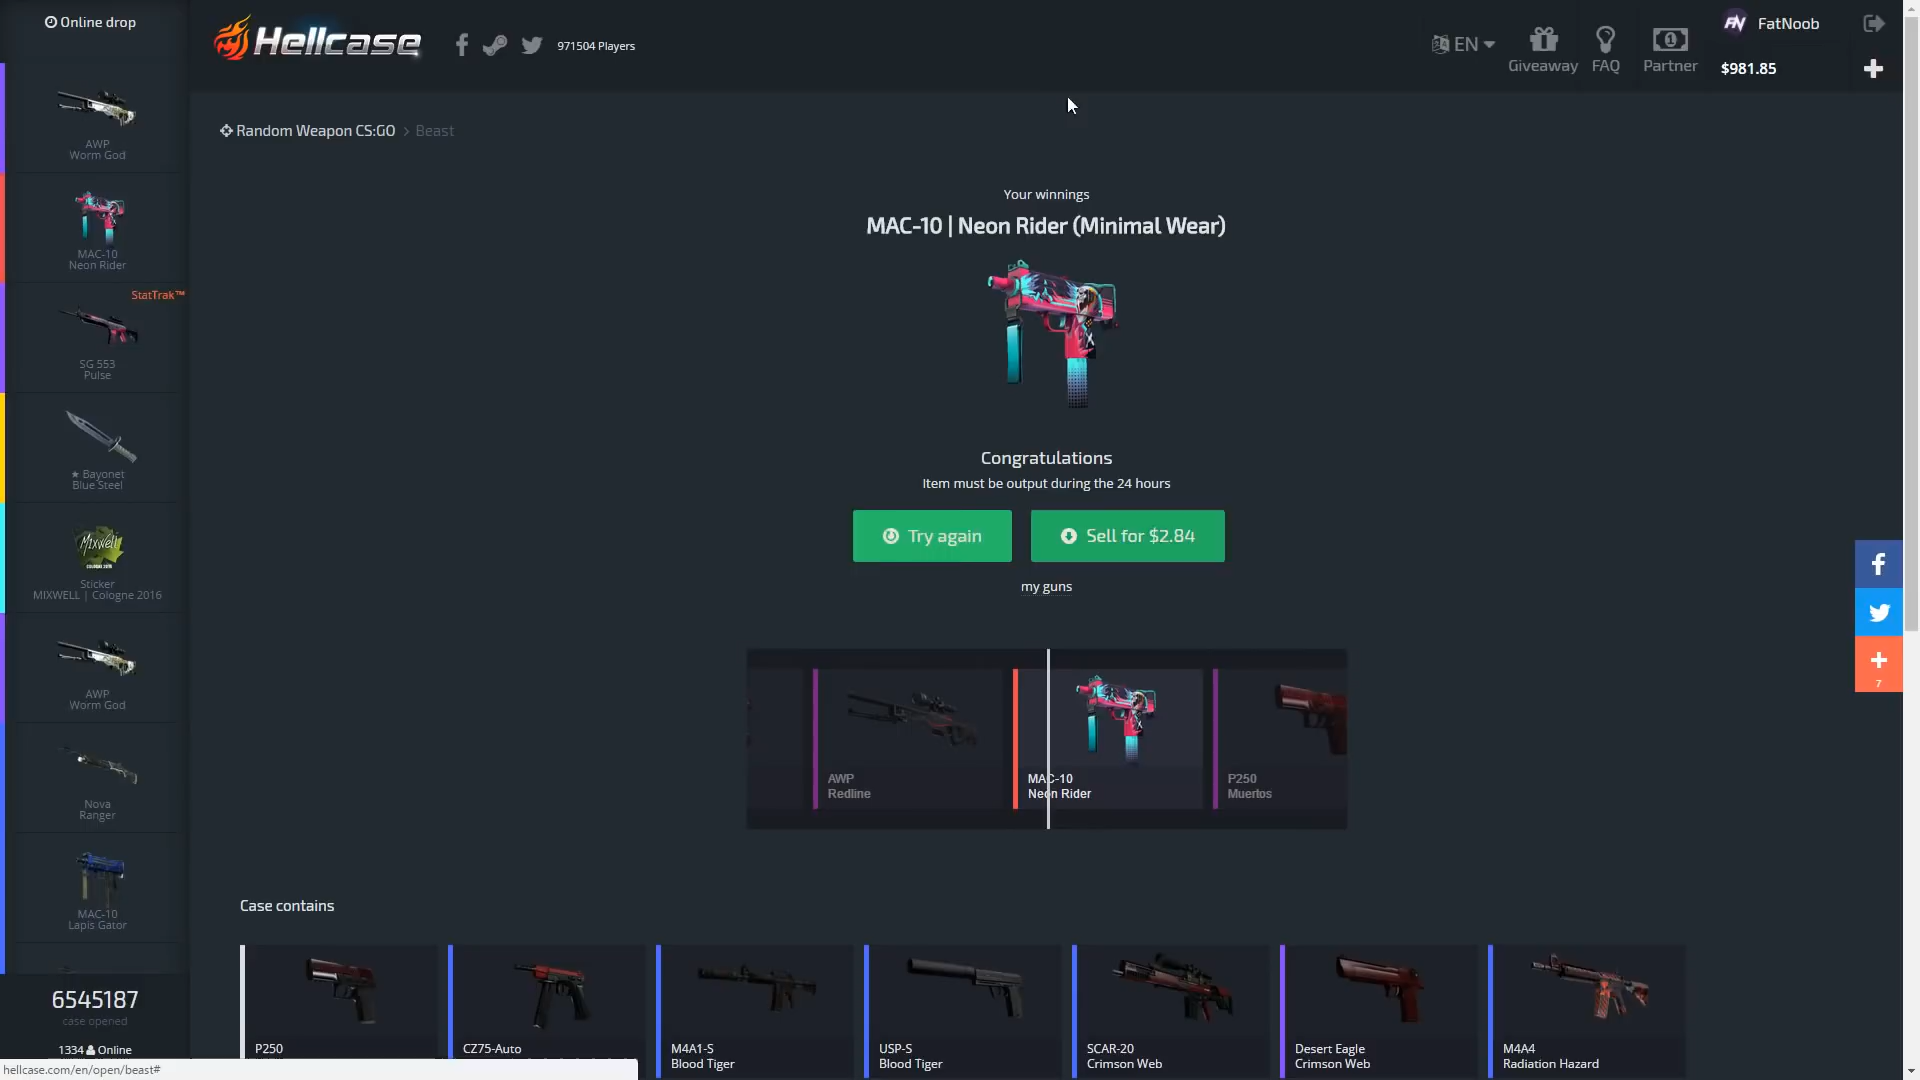 Online drop
Hellcase
971504 Players
EN
Giveaway
FAQ
Partner
FatNoob
$981.85
Random Weapon CS:GO > Beast
AWP
Worm God
MAC-10
Neon Rider
StatTrak™
SG 553
Pulse
★ Bayonet
Blue Steel
Mixwell
Sticker
MIXWELL | Cologne 2016
AWP
Worm God
Nova
Ranger
MAC-10
Lapis Gator
6545187
case opened
1334 Online
Your winnings
MAC-10 | Neon Rider (Minimal Wear)
Congratulations
Item must be output during the 24 hours
Try again
Sell for $2.84
my guns
AWP
Redline
MAC-10
Neon Rider
P250
Muertos
7
Case contains
P250
CZ75-Auto
M4A1-S
Blood Tiger
USP-S
Blood Tiger
SCAR-20
Crimson Web
Desert Eagle
Crimson Web
M4A4
Radiation Hazard
hellcase.com/en/open/beast#